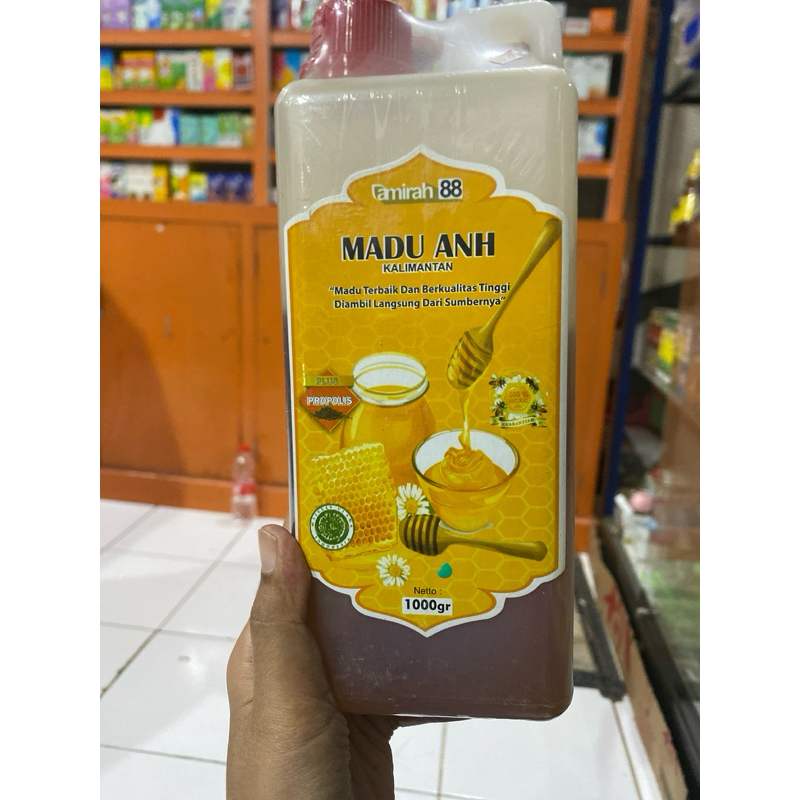 amirah 88
MADU ANH
KALIMANTAN
"Madu Terbaik Dan Berkualitas Tinggi
Diambil Langsung Dari Sumbernya"
PLUS
PROPOLIS
Netto :
1000gr